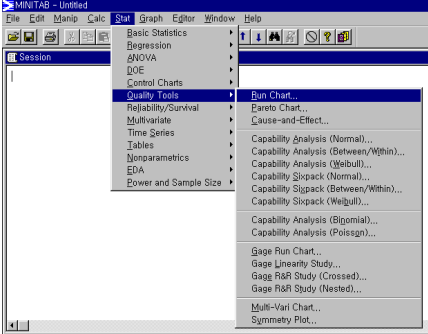 MINITAB - Untitled
File Edit Manip Calc Stat Graph Editor Window Help
Session
Basic Statistics
Regression
ANOVA
DOE
Control Charts
Quality Tools
Reliability/Survival
Multivariate
Time Series
Tables
Nonparametrics
EDA
Power and Sample Size
Run Chart...
Pareto Chart...
Cause-and-Effect...
Capability Analysis (Normal)...
Capability Analysis (Between/Within)...
Capability Analysis (Weibull)...
Capability Sixpack (Normal)...
Capability Sixpack (Between/Within)...
Capability Sixpack (Weibull)...
Capability Analysis (Binomial)...
Capability Analysis (Poisson)...
Gage Run Chart...
Gage Linearity Study...
Gage R&R Study (Crossed)...
Gage R&R Study (Nested)...
Multi-Vari Chart...
Symmetry Plot...